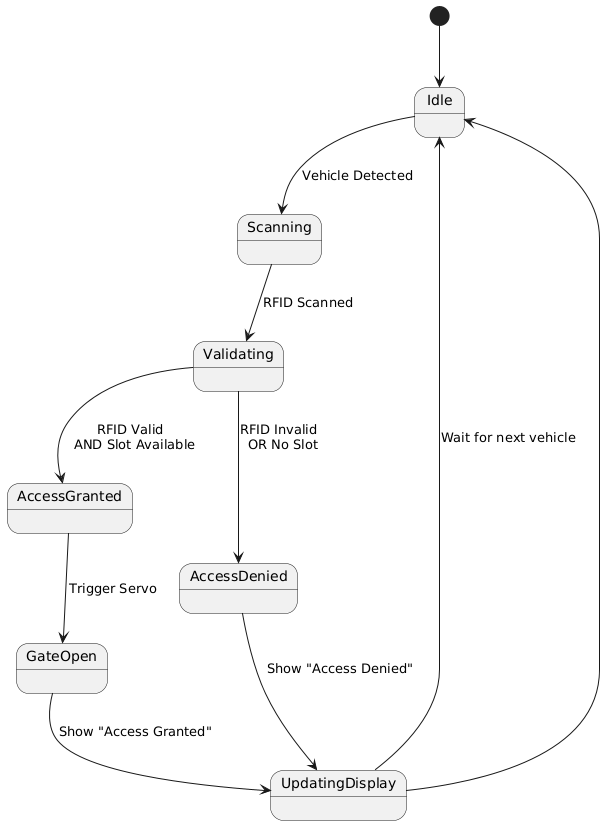 Idle
Vehicle Detected
Scanning
RFID Scanned
Validating
RFID Valid
AND Slot Available
RFID Invalid
OR No Slot
Wait for next vehicle
AccessGranted
AccessDenied
Trigger Servo
GateOpen
Show "Access Denied"
Show "Access Granted"
UpdatingDisplay